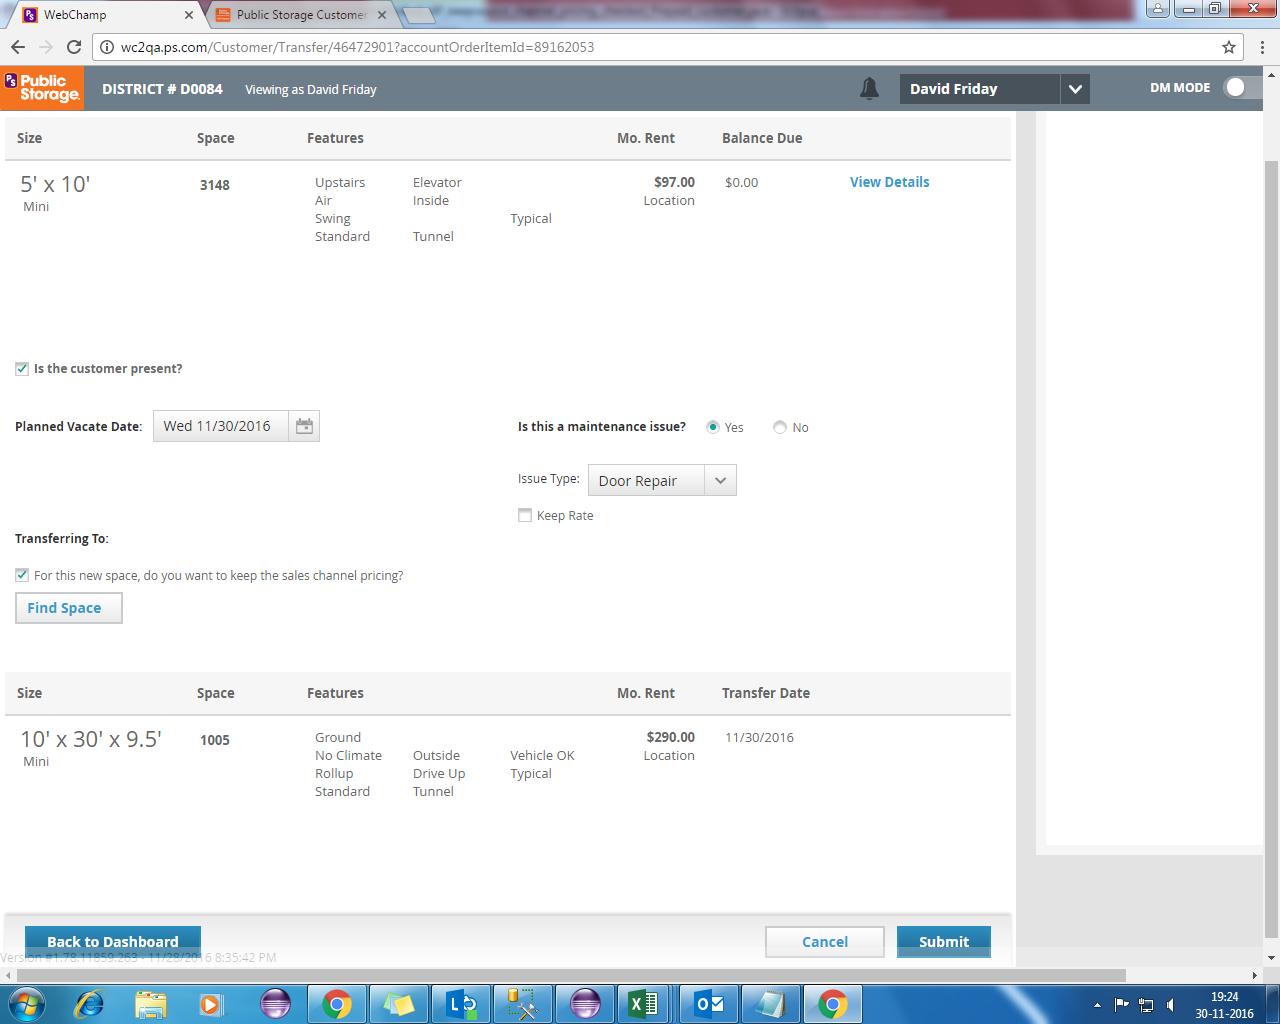 WebChamp
Public Storage Customer
wc2qa.ps.com/Customer/Transfer/46472901?accountOrderItemId=89162053
PS Public Storage.
DISTRICT # D0084 Viewing as David Friday David Friday DM MODE
Size Space Features Mo. Rent Balance Due
5' x 10' 3148 Upstairs Elevator $97.00 $0.00 View Details
Mini Air Inside Location
Swing Typical
Standard Tunnel
Is the customer present?
Planned Vacate Date: Wed 11/30/2016 Is this a maintenance issue? Yes No
Issue Type: Door Repair
Keep Rate
Transferring To:
For this new space, do you want to keep the sales channel pricing?
Find Space
Size Space Features Mo. Rent Transfer Date
10' x 30' x 9.5' 1005 Ground $290.00 11/30/2016
Mini No Climate Outside Vehicle OK Location
Rollup Drive Up Typical
Standard Tunnel
Back to Dashboard Cancel Submit
Version #1.78.11859.263 - 11/28/2016 8:35:42 PM
19:24
30-11-2016